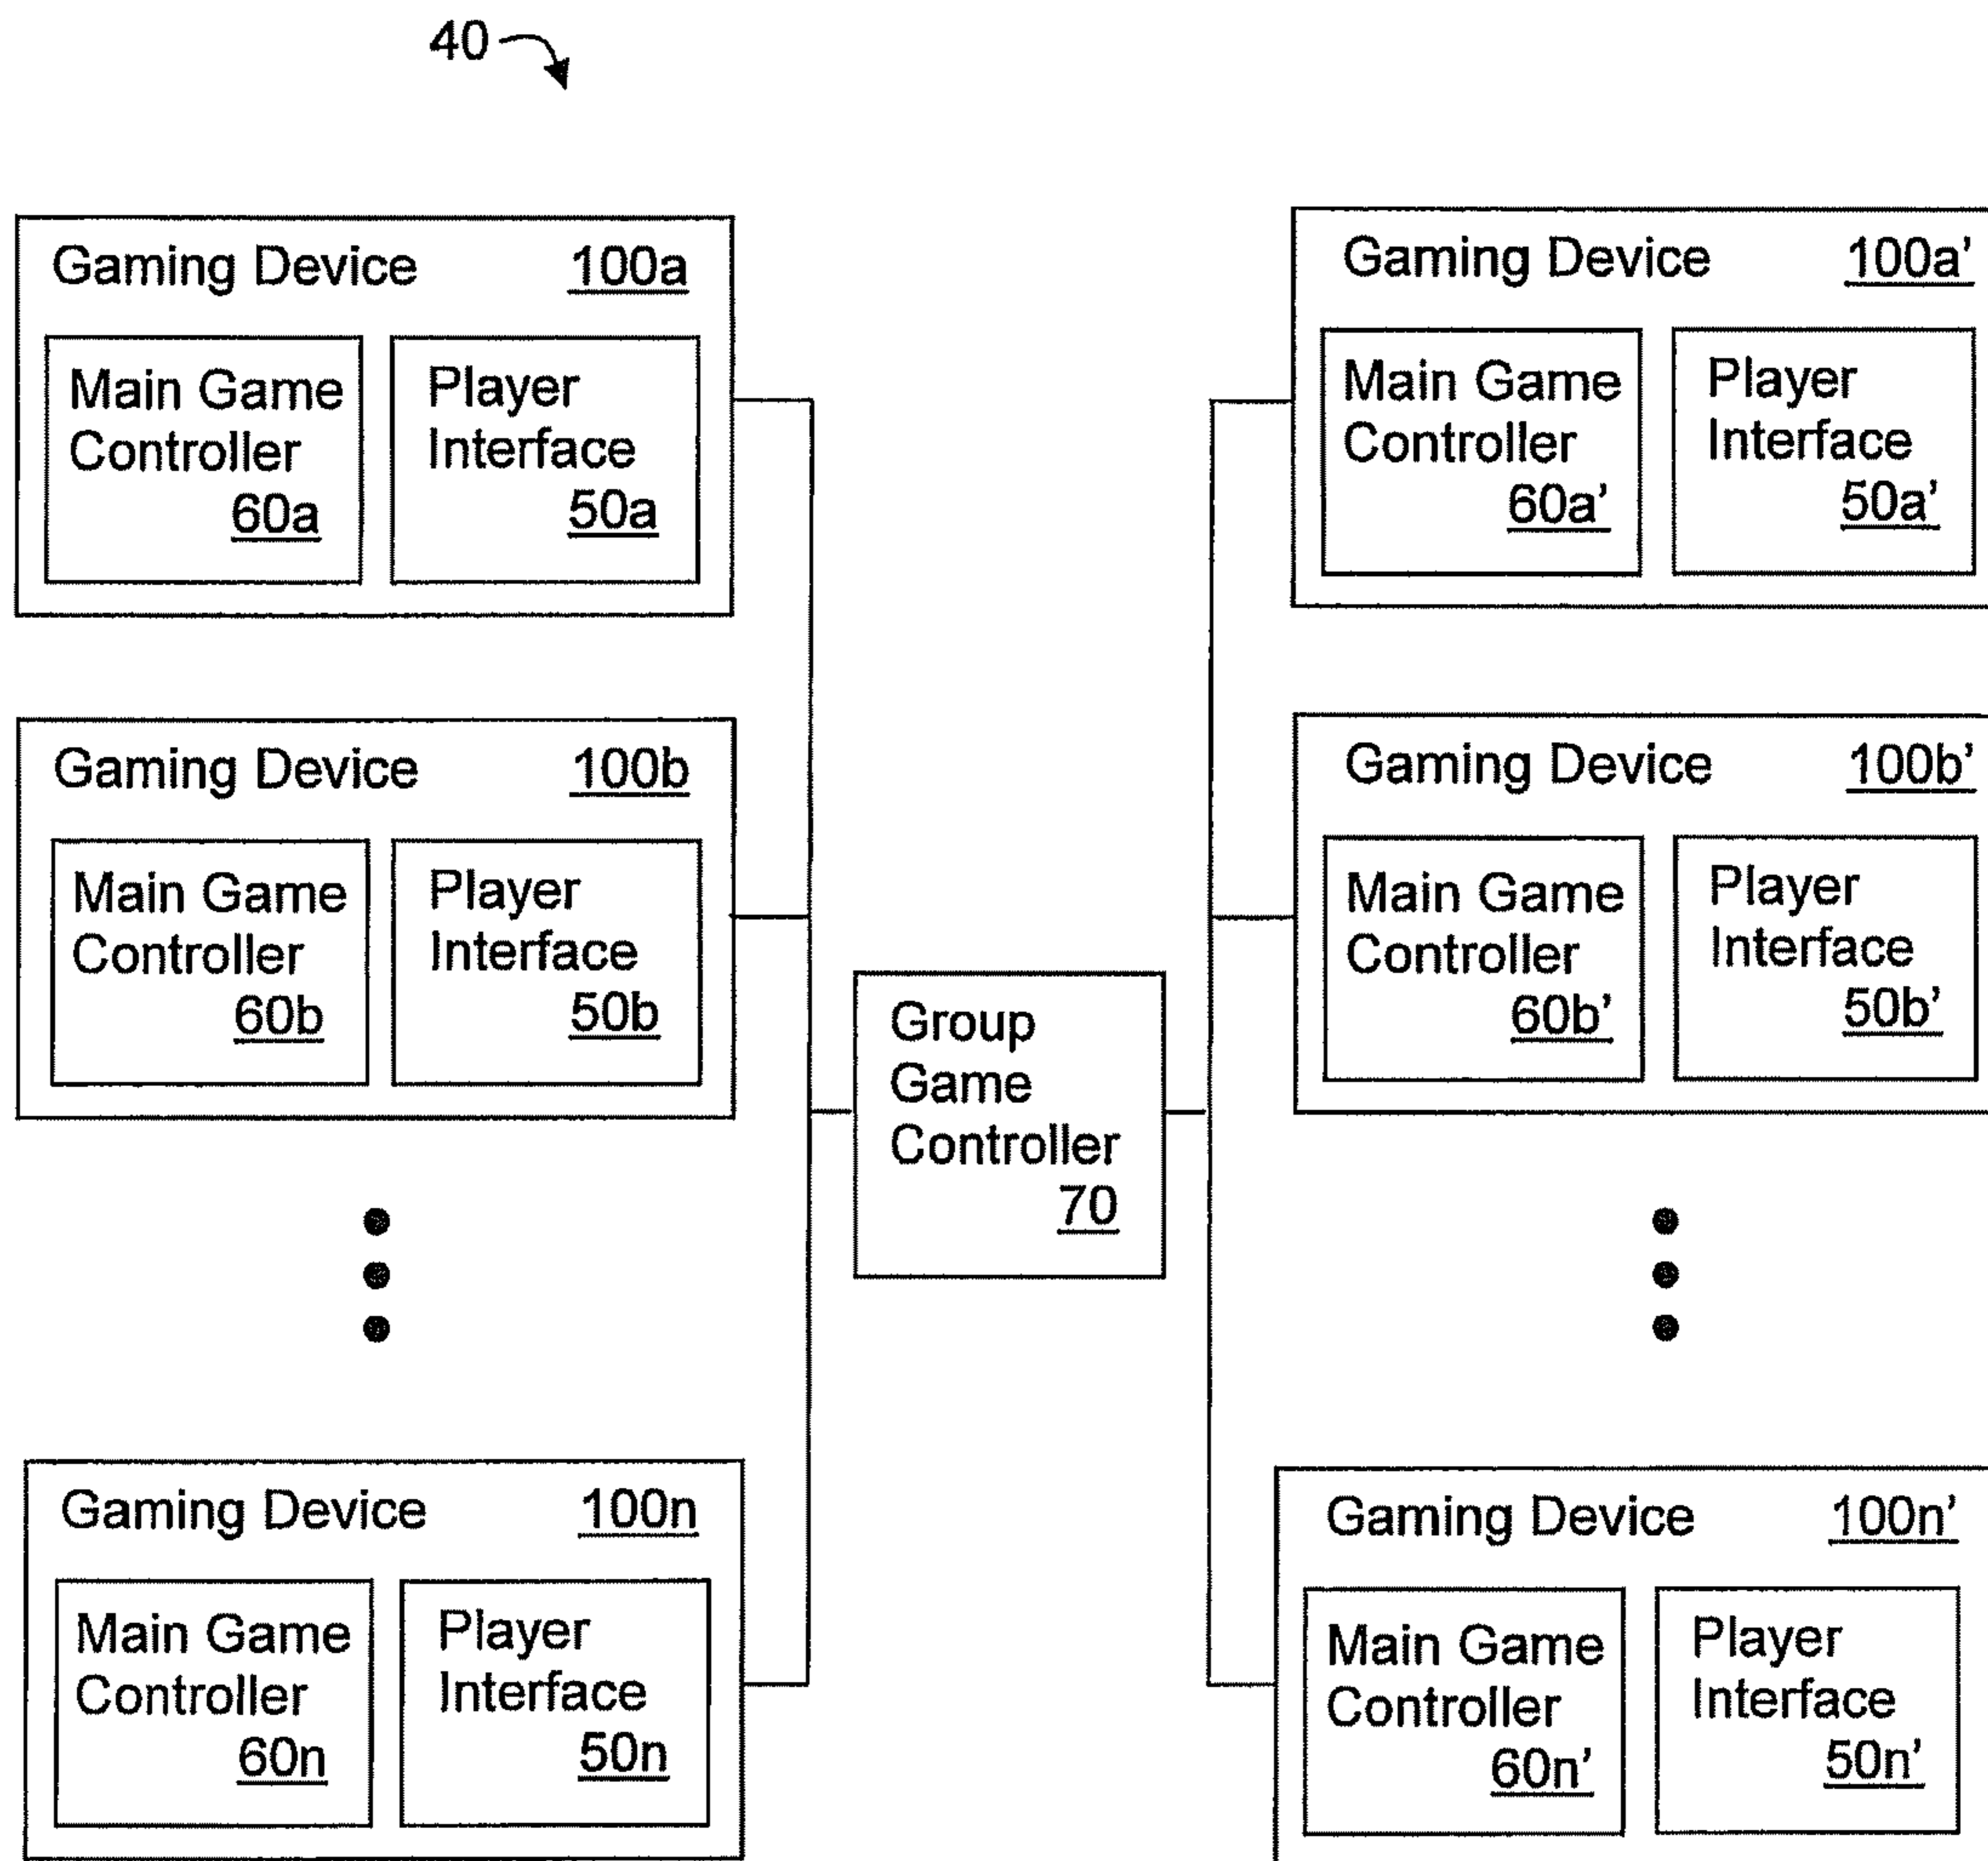 40
Gaming Device 100a
Main Game
Controller
60a
Player
Interface
50a
Gaming Device 100b
Main Game
Controller
60b
Player
Interface
50b
Gaming Device 100n
Main Game
Controller
60n
Player
Interface
50n
Group
Game
Controller
70
Gaming Device 100a’
Main Game
Controller
60a’
Player
Interface
50a’
Gaming Device 100b’
Main Game
Controller
60b’
Player
Interface
50b’
Gaming Device 100n’
Main Game
Controller
60n’
Player
Interface
50n’